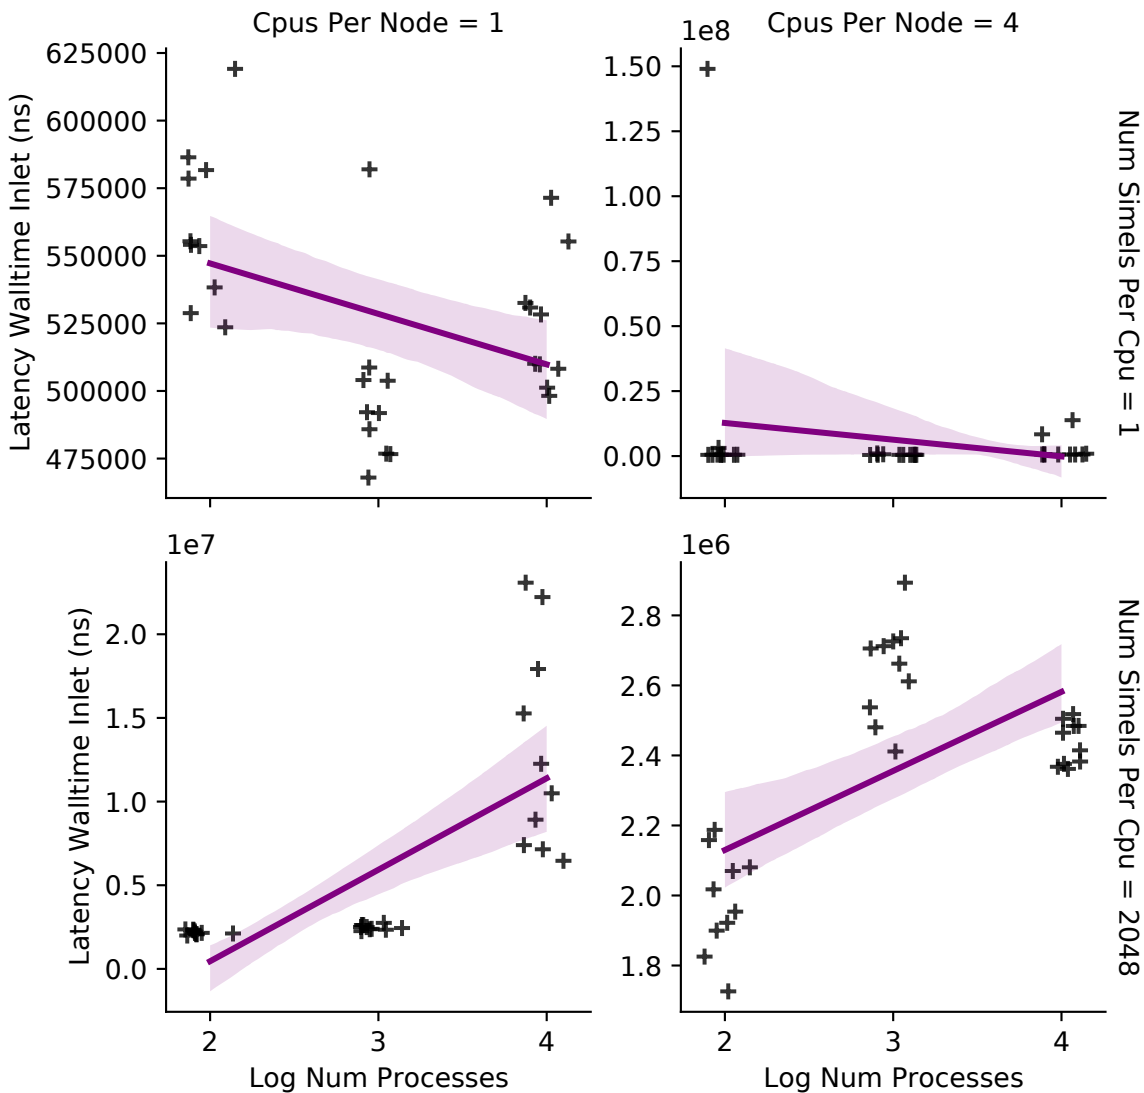 Cpus Per Node = 1
Cpus Per Node = 4
1e8
625000
600000
575000
550000
525000
500000
475000
Latency Walltime Inlet (ns)
1.50
1.25
1.00
0.75
0.50
0.25
0.00
Num Simels Per Cpu = 1
1e7
2.0
1.5
1.0
0.5
0.0
Latency Walltime Inlet (ns)
1e6
2.8
2.6
2.4
2.2
2.0
1.8
Num Simels Per Cpu = 2048
2 3 4
2 3 4
Log Num Processes
Log Num Processes